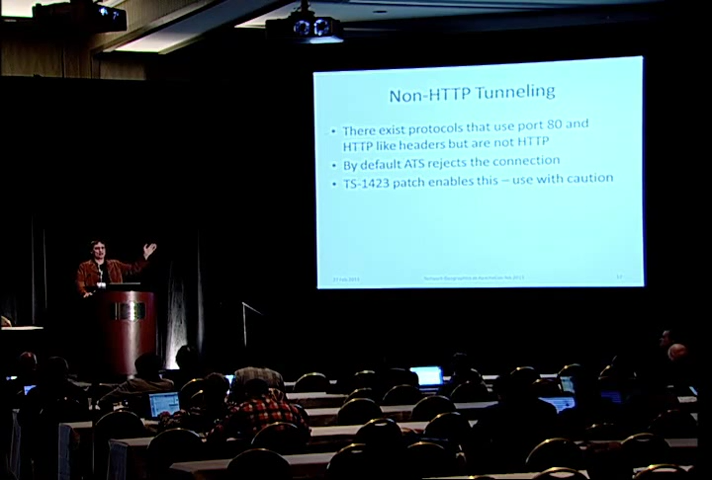 Non-HTTP Tunneling
• There exist protocols that use port 80 and
HTTP like headers but are not HTTP
• By default ATS rejects the connection
• TS-1423 patch enables this – use with caution